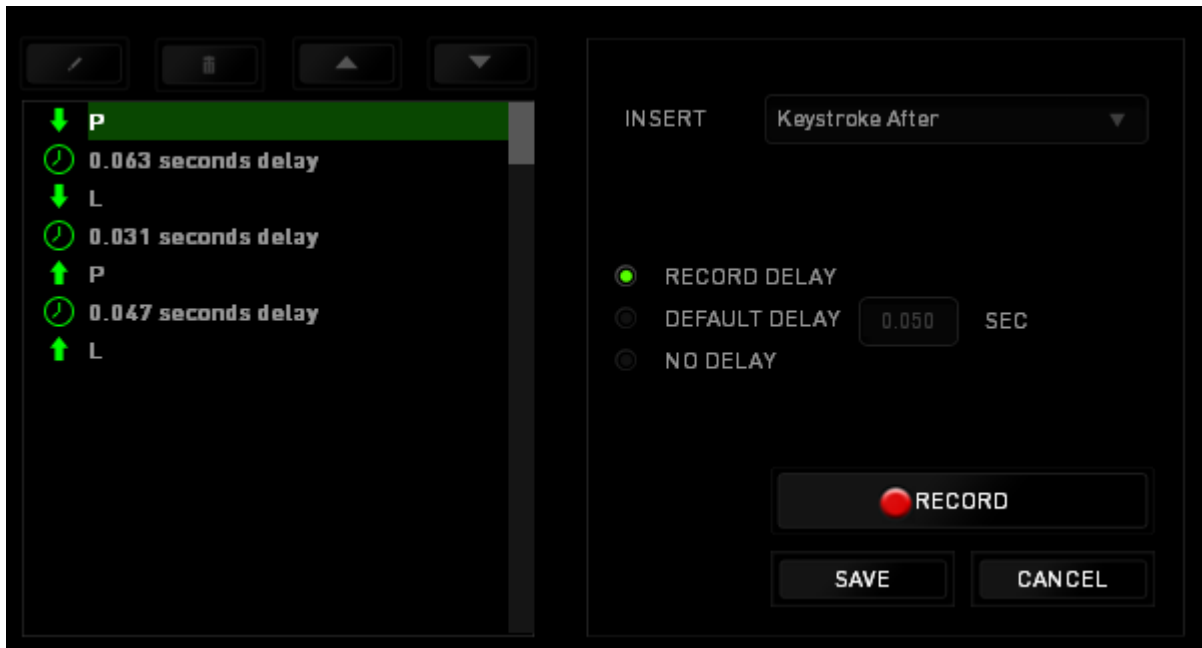 P
0.063 seconds delay
L
0.031 seconds delay
P
0.047 seconds delay
L
INSERT Keystroke After
RECORD DELAY
DEFAULT DELAY 0.050 SEC
NO DELAY
RECORD
SAVE CANCEL